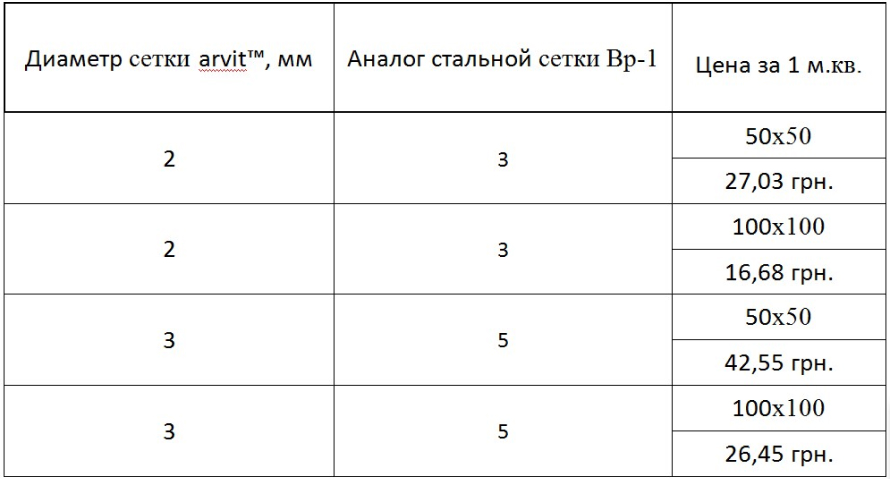 Диаметр сетки arvit™, мм
Аналог стальной сетки Вр-1
Цена за 1 м.кв.
2
3
50х50
27,03 грн.
2
3
100х100
16,68 грн.
3
5
50х50
42,55 грн.
3
5
100х100
26,45 грн.